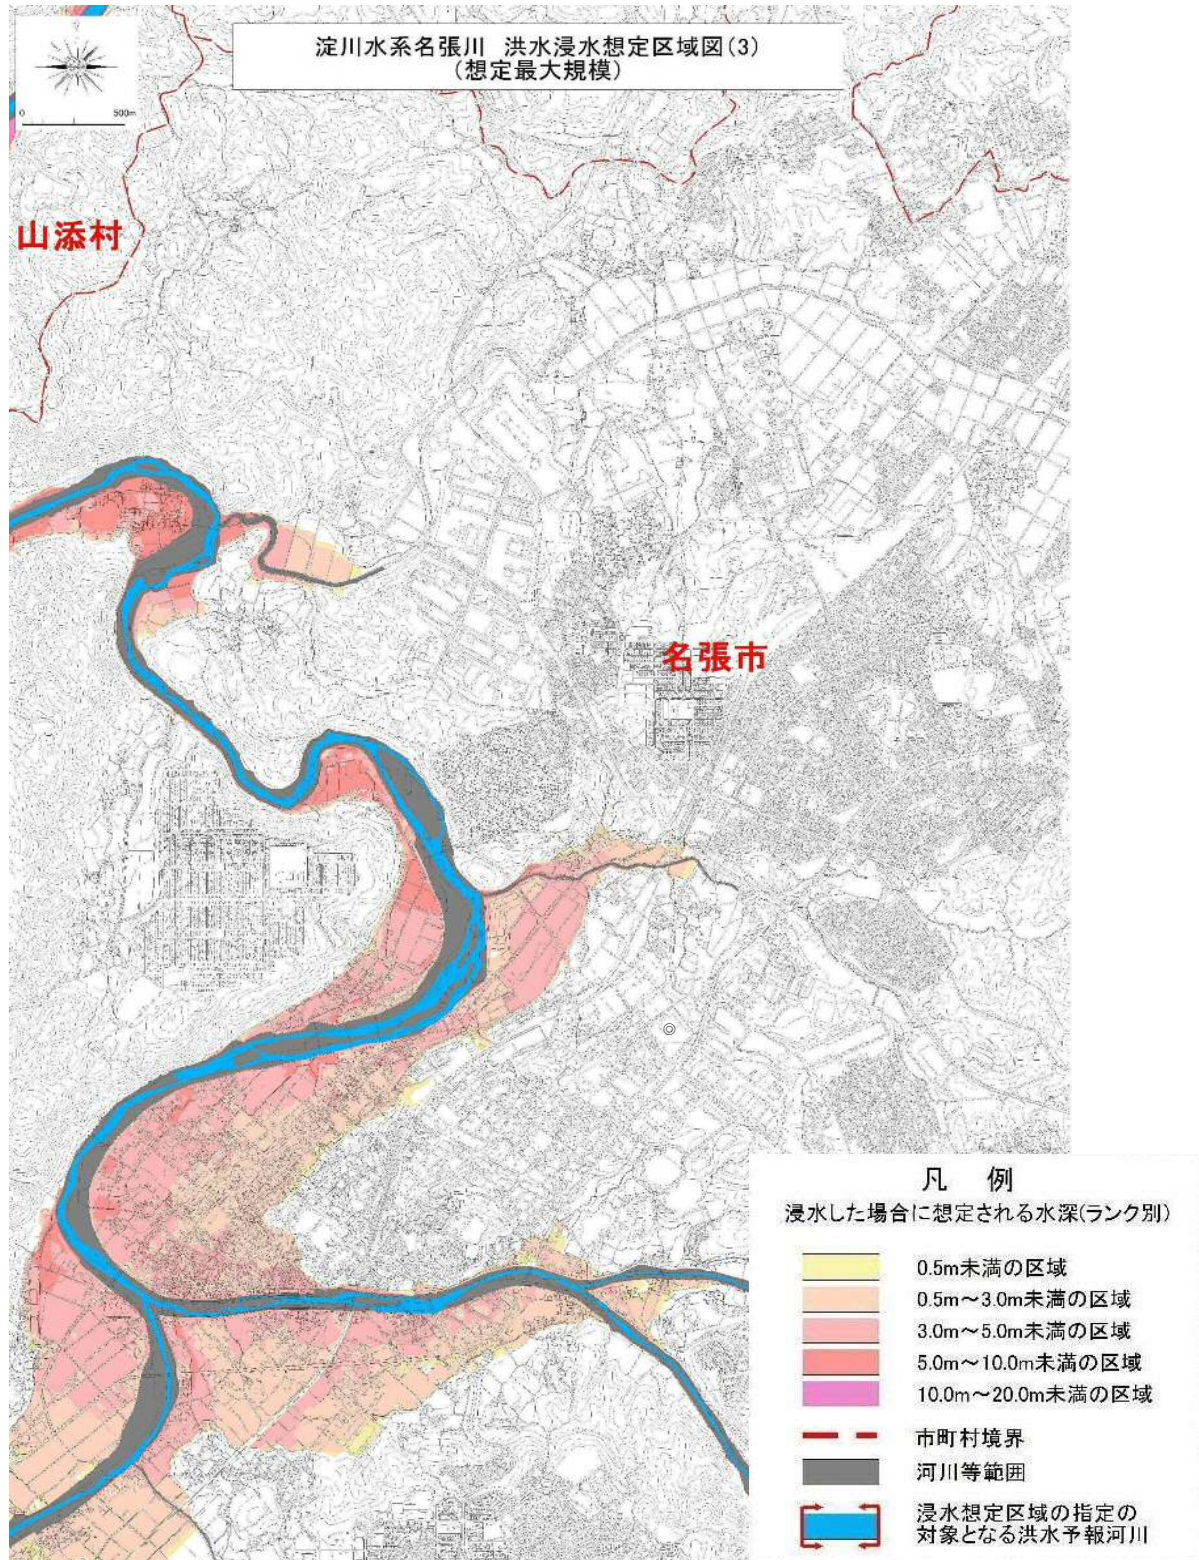 淀川水系名張川 洪水浸水想定区域図(3)
(想定最大規模)
0 500m
山添村
名張市
凡 例
浸水した場合に想定される水深(ランク別)
0.5m未満の区域
0.5m～3.0m未満の区域
3.0m～5.0m未満の区域
5.0m～10.0m未満の区域
10.0m～20.0m未満の区域
市町村境界
河川等範囲
浸水想定区域の指定の
対象となる洪水予報河川